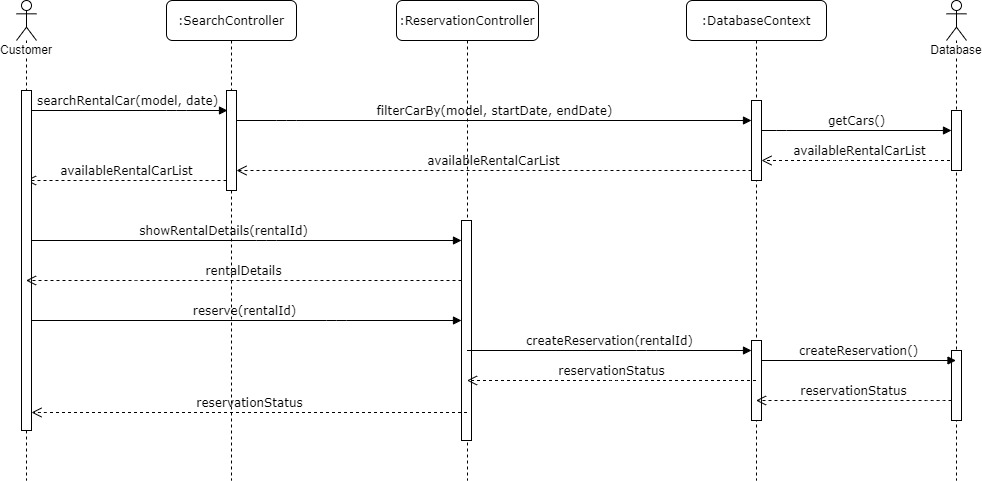 :SearchController
:ReservationController
:DatabaseContext
Customer
Database
searchRentalCar(model, date)
filterCarBy(model, startDate, endDate)
getCars()
availableRentalCarList
availableRentalCarList
availableRentalCarList
showRentalDetails(rentalId)
rentalDetails
reserve(rentalId)
createReservation(rentalId)
createReservation()
reservationStatus
reservationStatus
reservationStatus